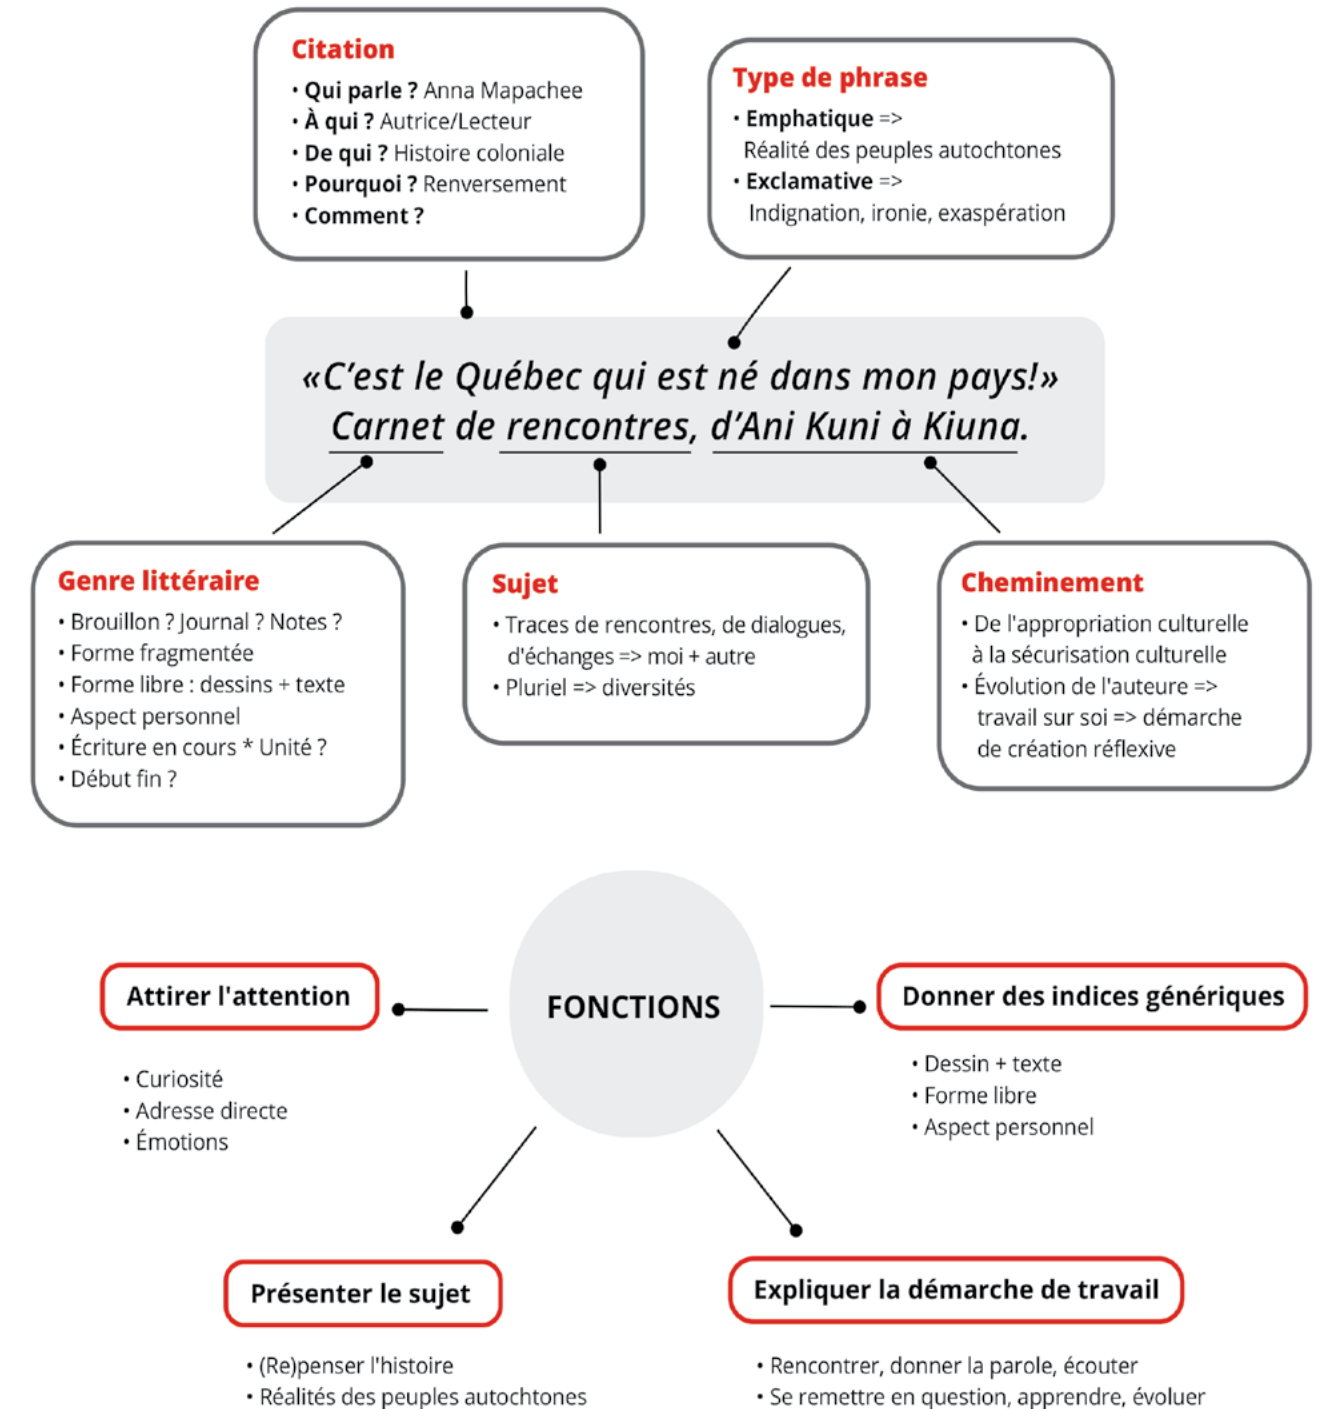 Citation
• Qui parle ? Anna Mapachee
• À qui ? Autrice/Lecteur
• De qui ? Histoire coloniale
• Pourquoi ? Renversement
• Comment ?
Type de phrase
• Emphatique =>
Réalité des peuples autochtones
• Exclamative =>
Indignation, ironie, exaspération
«C'est le Québec qui est né dans mon pays!»
Carnet de rencontres, d'Ani Kuni à Kiuna.
Genre littéraire
• Brouillon ? Journal ? Notes ?
• Forme fragmentée
• Forme libre : dessins + texte
• Aspect personnel
• Écriture en cours * Unité ?
• Début fin ?
Sujet
• Traces de rencontres, de dialogues,
d'échanges => moi + autre
• Pluriel => diversités
Cheminement
• De l'appropriation culturelle
à la sécurisation culturelle
• Évolution de l'auteure =>
travail sur soi => démarche
de création réflexive
FONCTIONS
Attirer l'attention
• Curiosité
• Adresse directe
• Émotions
Donner des indices génériques
• Dessin + texte
• Forme libre
• Aspect personnel
Présenter le sujet
• (Re)penser l'histoire
• Réalités des peuples autochtones
Expliquer la démarche de travail
• Rencontrer, donner la parole, écouter
• Se remettre en question, apprendre, évoluer